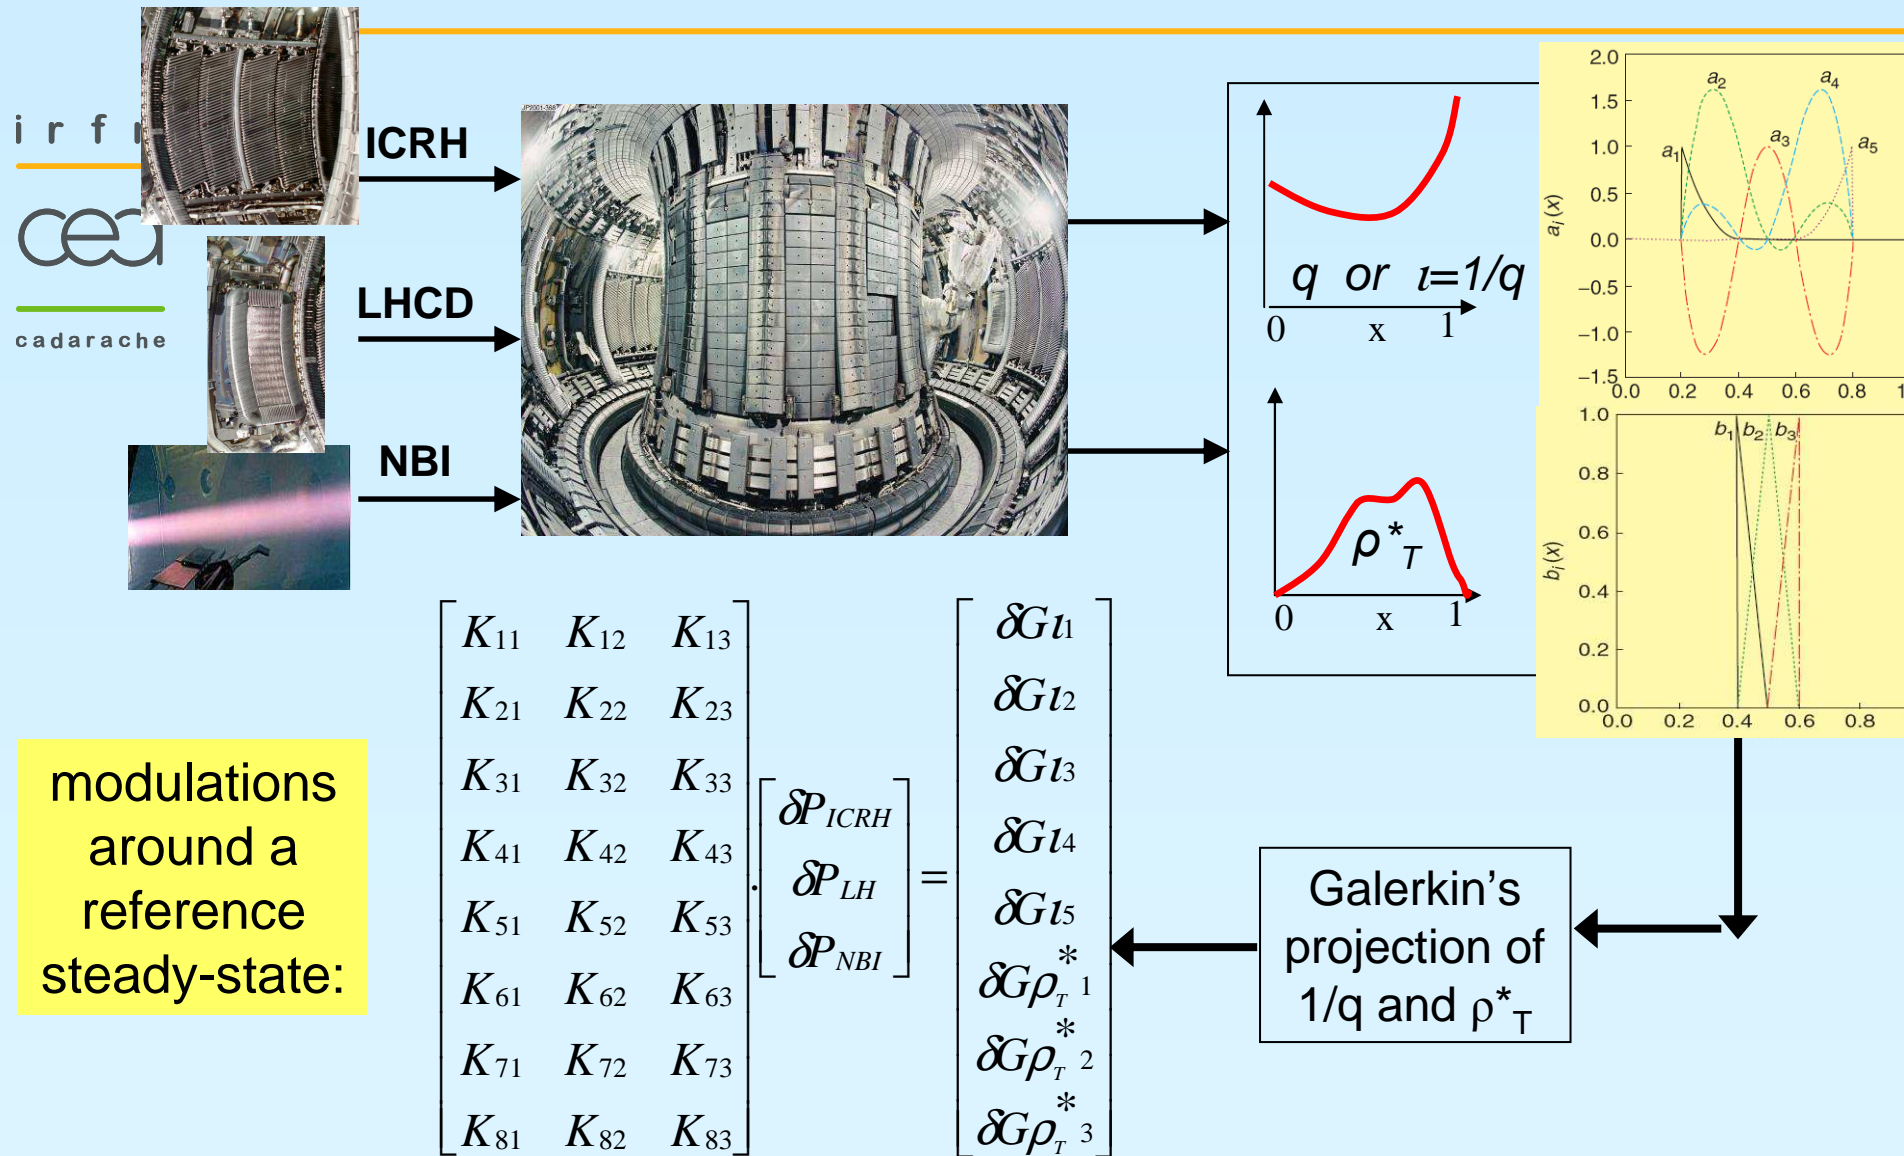 irf
cea
cadarache
ICRH
LHCD
NBI
JP2001-368
q or ι=1/q
0 x 1
ρ*T
0 x 1
2.0
1.5
1.0
0.5
0.0
−0.5
−1.0
−1.5
0.0 0.2 0.4 0.6 0.8 1
ai(x)
a1 a2 a3 a4 a5
1.0
0.8
0.6
0.4
0.2
0.0
0.0 0.2 0.4 0.6 0.8
bi(x)
b1 b2 b3
modulations
around a
reference
steady-state:
K11 K12 K13
K21 K22 K23
K31 K32 K33
K41 K42 K43
K51 K52 K53
K61 K62 K63
K71 K72 K73
K81 K82 K83
.
δPICRH
δPLH
δPNBI
=
δGι1
δGι2
δGι3
δGι4
δGι5
δGρT*1
δGρT*2
δGρT*3
Galerkin's
projection of
1/q and ρ*T